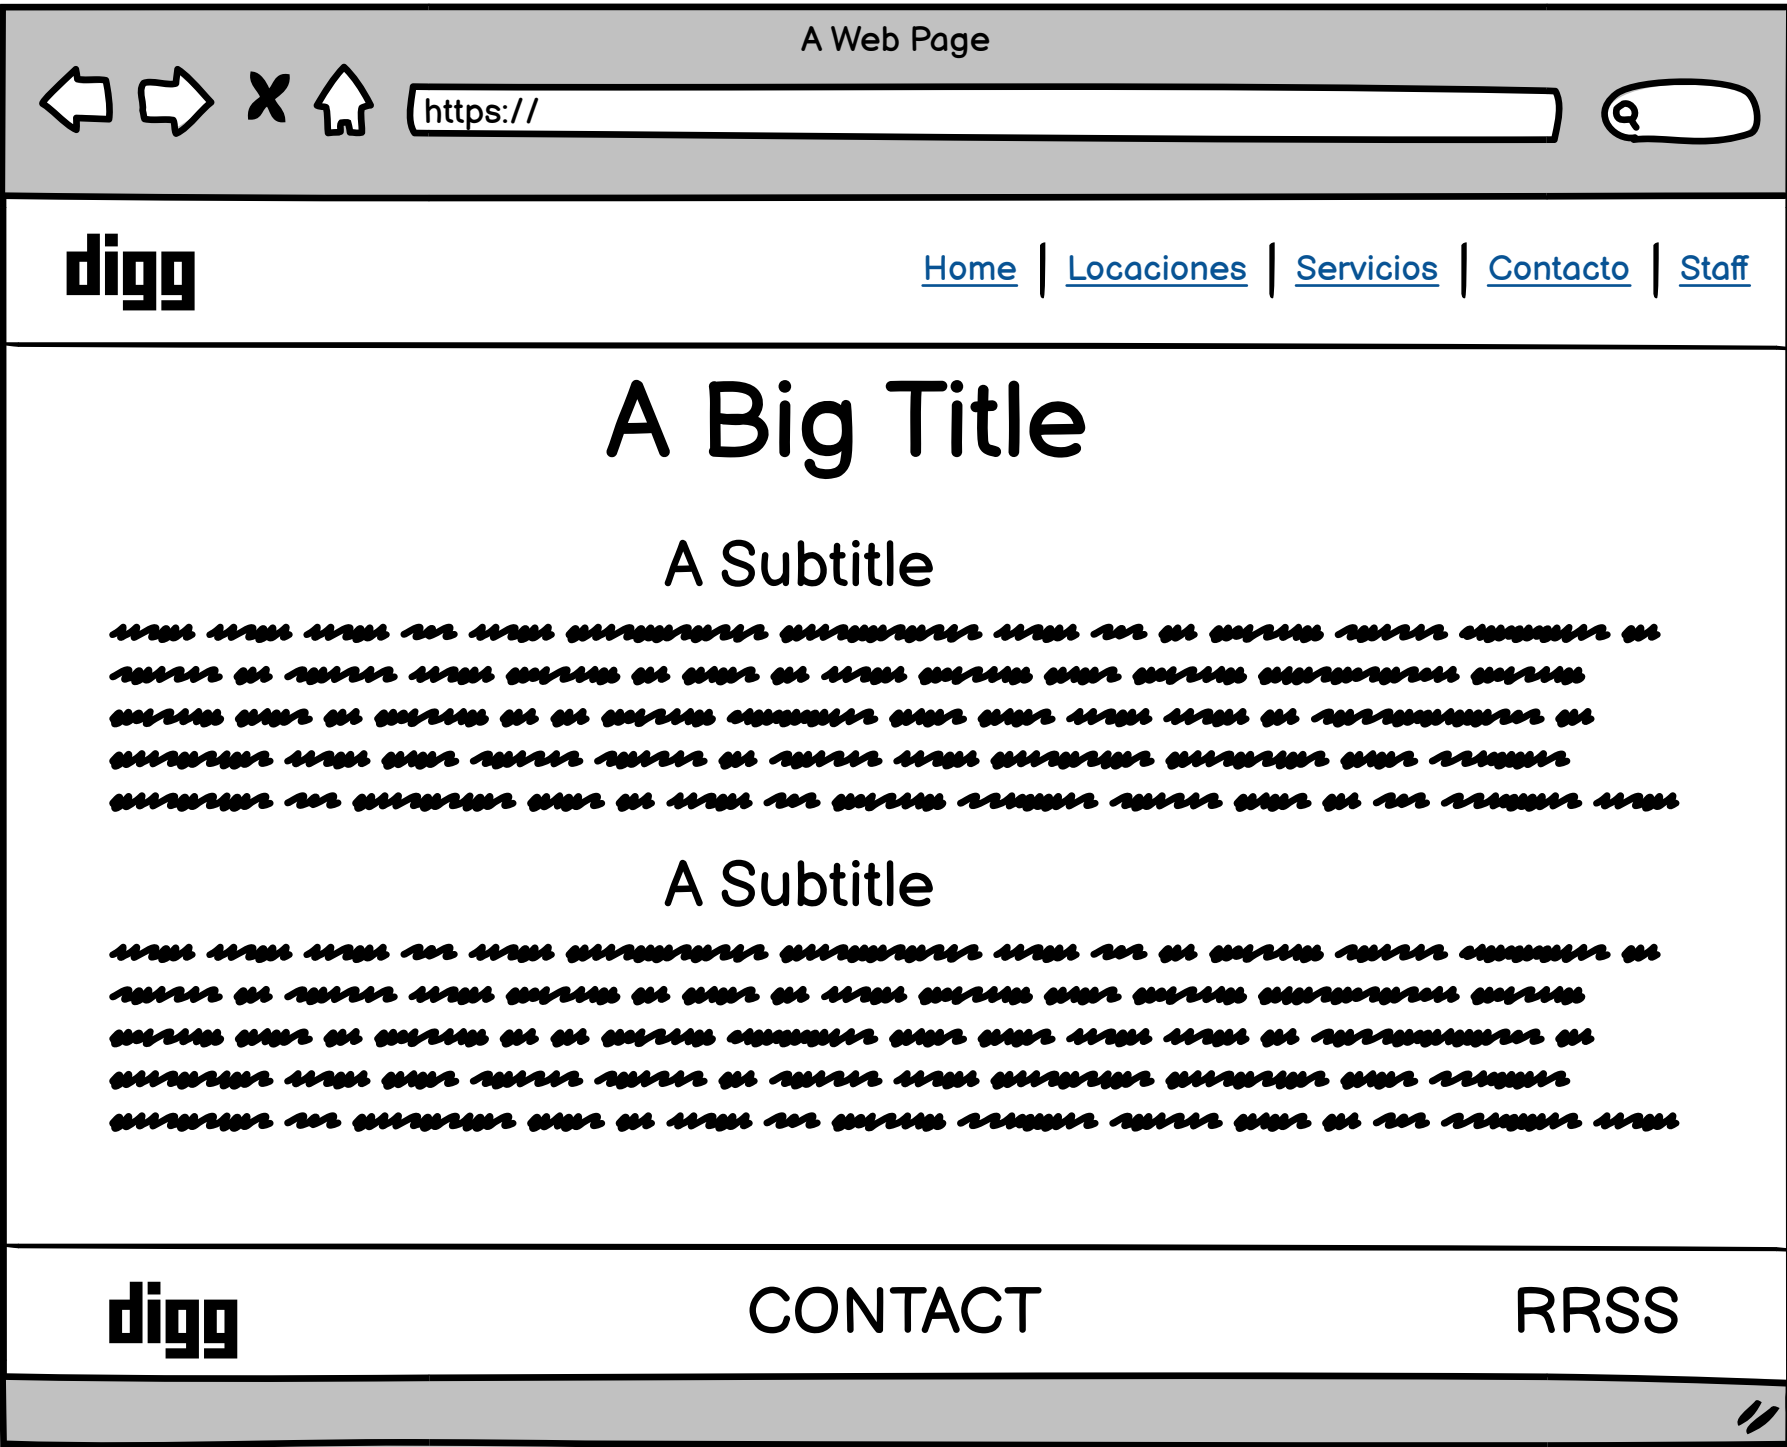 A Web Page
https://
digg
Home | Locaciones | Servicios | Contacto | Staff
A Big Title
A Subtitle
A Subtitle
digg
CONTACT
RRSS